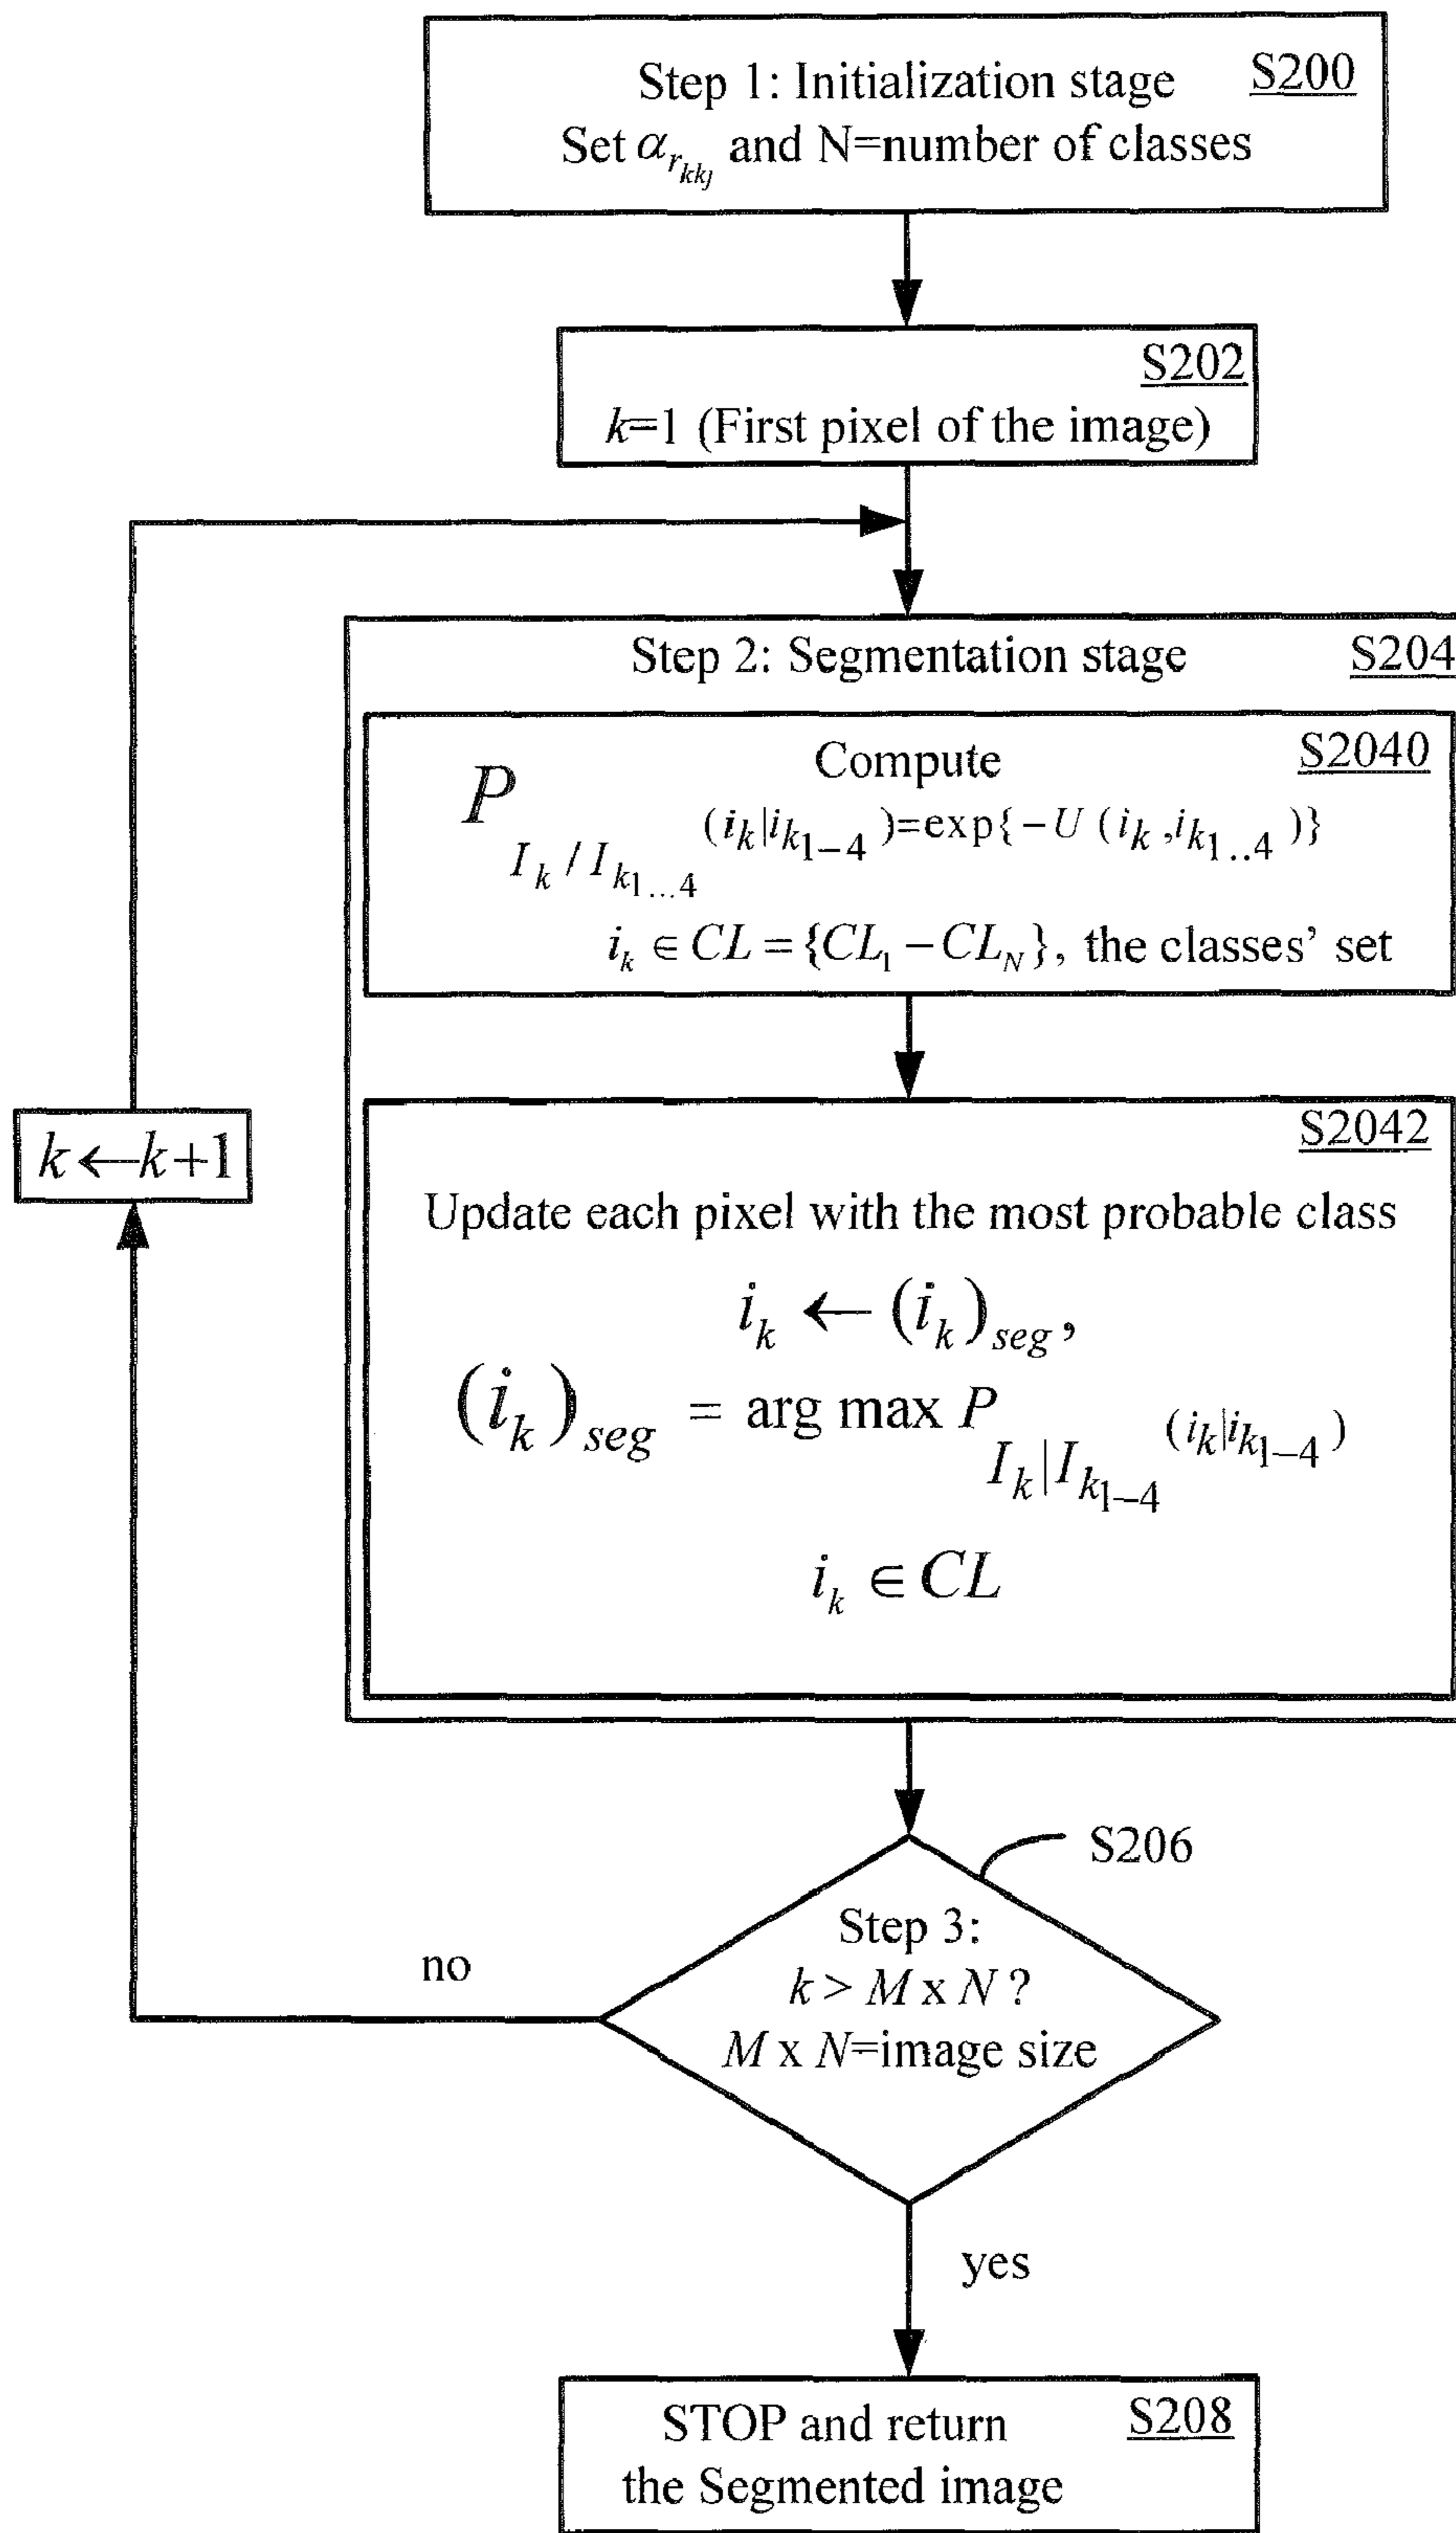 Step 1: Initialization stage S200
Set α_{r_{kkj}} and N=number of classes
S202
k=1 (First pixel of the image)
Step 2: Segmentation stage S204
Compute S2040
P_{I_k / I_{k_{1...4}}} (i_k|i_{k_{1-4}})=exp{-U (i_k, i_{k_{1..4}})}
i_k ∈ CL = {CL_1 - CL_N}, the classes' set
k←k+1
S2042
Update each pixel with the most probable class
i_k ← (i_k)_{seg},
(i_k)_{seg} = arg max P_{I_k|I_{k_{1-4}}} (i_k|i_{k_{1-4}})
i_k ∈ CL
S206
Step 3:
no
k > M x N ?
M x N=image size
yes
STOP and return S208
the Segmented image